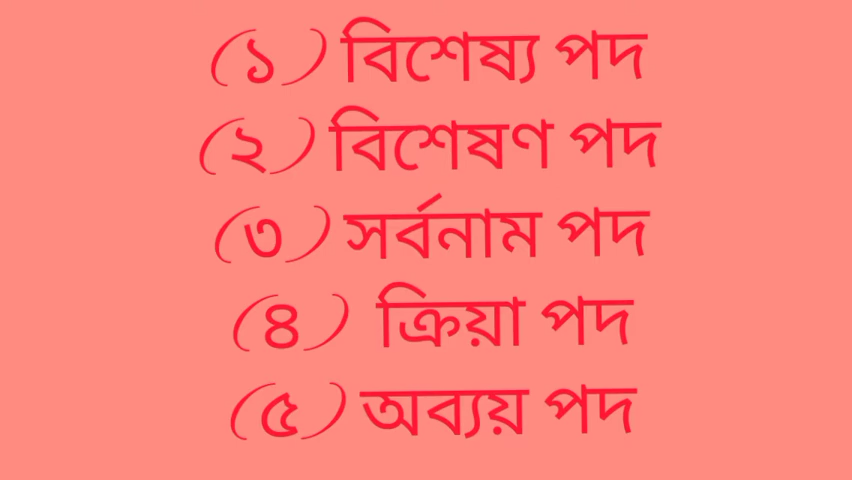 (১) বিশেষ্য পদ
(২) বিশেষণ পদ
(৩) সর্বনাম পদ
(৪) ক্রিয়া পদ
(৫) অব্যয় পদ